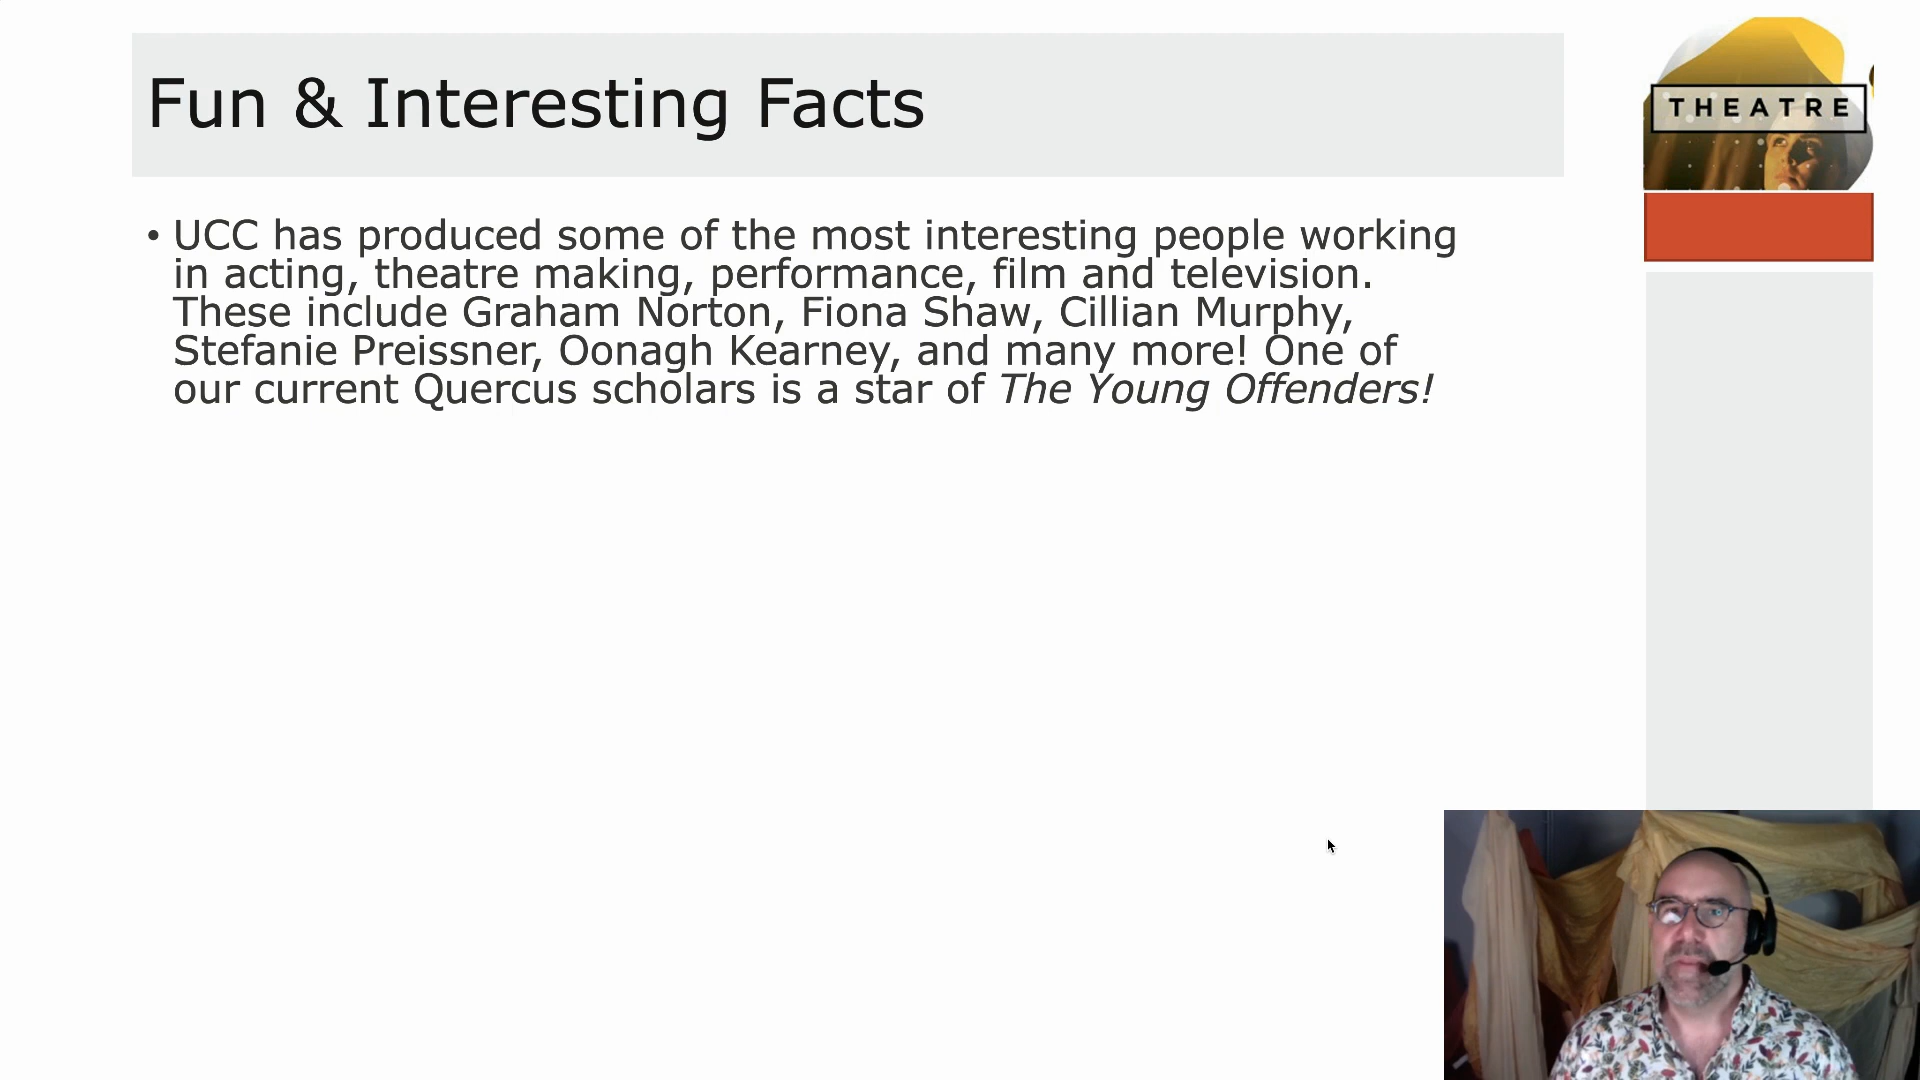 Fun & Interesting Facts
THEATRE
• UCC has produced some of the most interesting people working
in acting, theatre making, performance, film and television.
These include Graham Norton, Fiona Shaw, Cillian Murphy,
Stefanie Preissner, Oonagh Kearney, and many more! One of
our current Quercus scholars is a star of The Young Offenders!